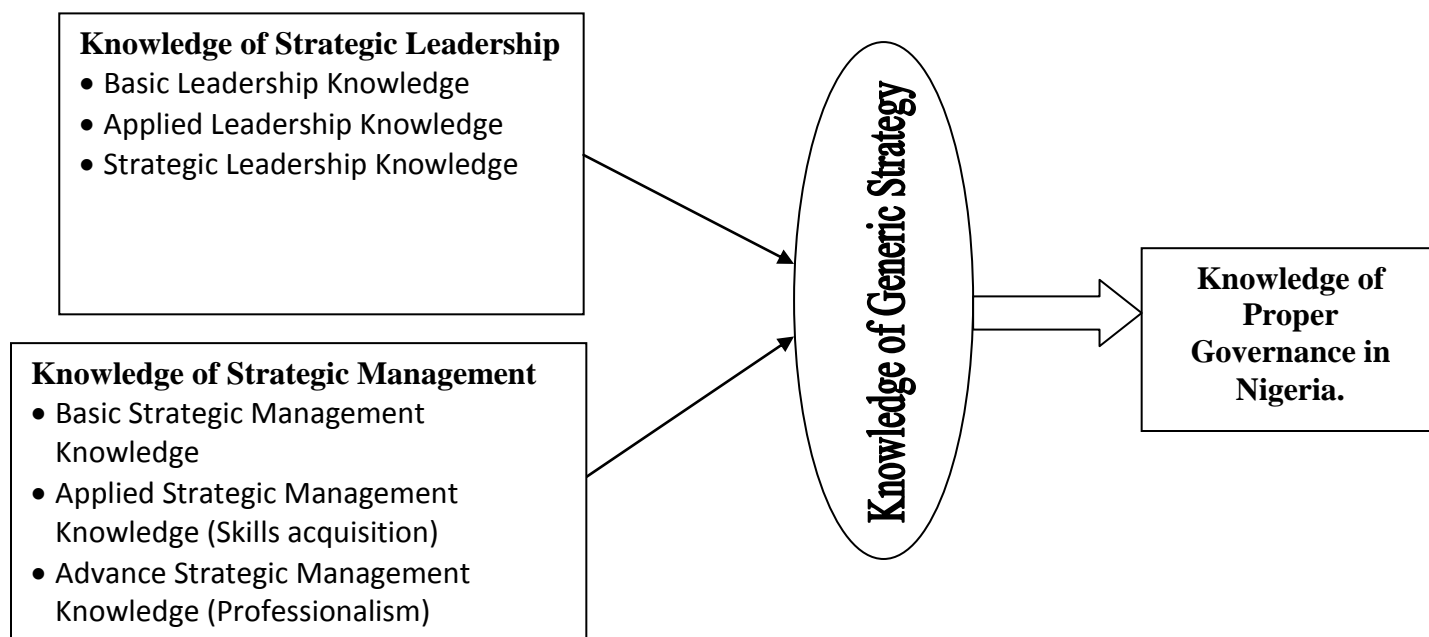 Knowledge of Strategic Leadership
• Basic Leadership Knowledge
• Applied Leadership Knowledge
• Strategic Leadership Knowledge
Knowledge of Strategic Management
• Basic Strategic Management
Knowledge
• Applied Strategic Management
Knowledge (Skills acquisition)
• Advance Strategic Management
Knowledge (Professionalism)
Knowledge of Generic Strategy
Knowledge of
Proper
Governance in
Nigeria.